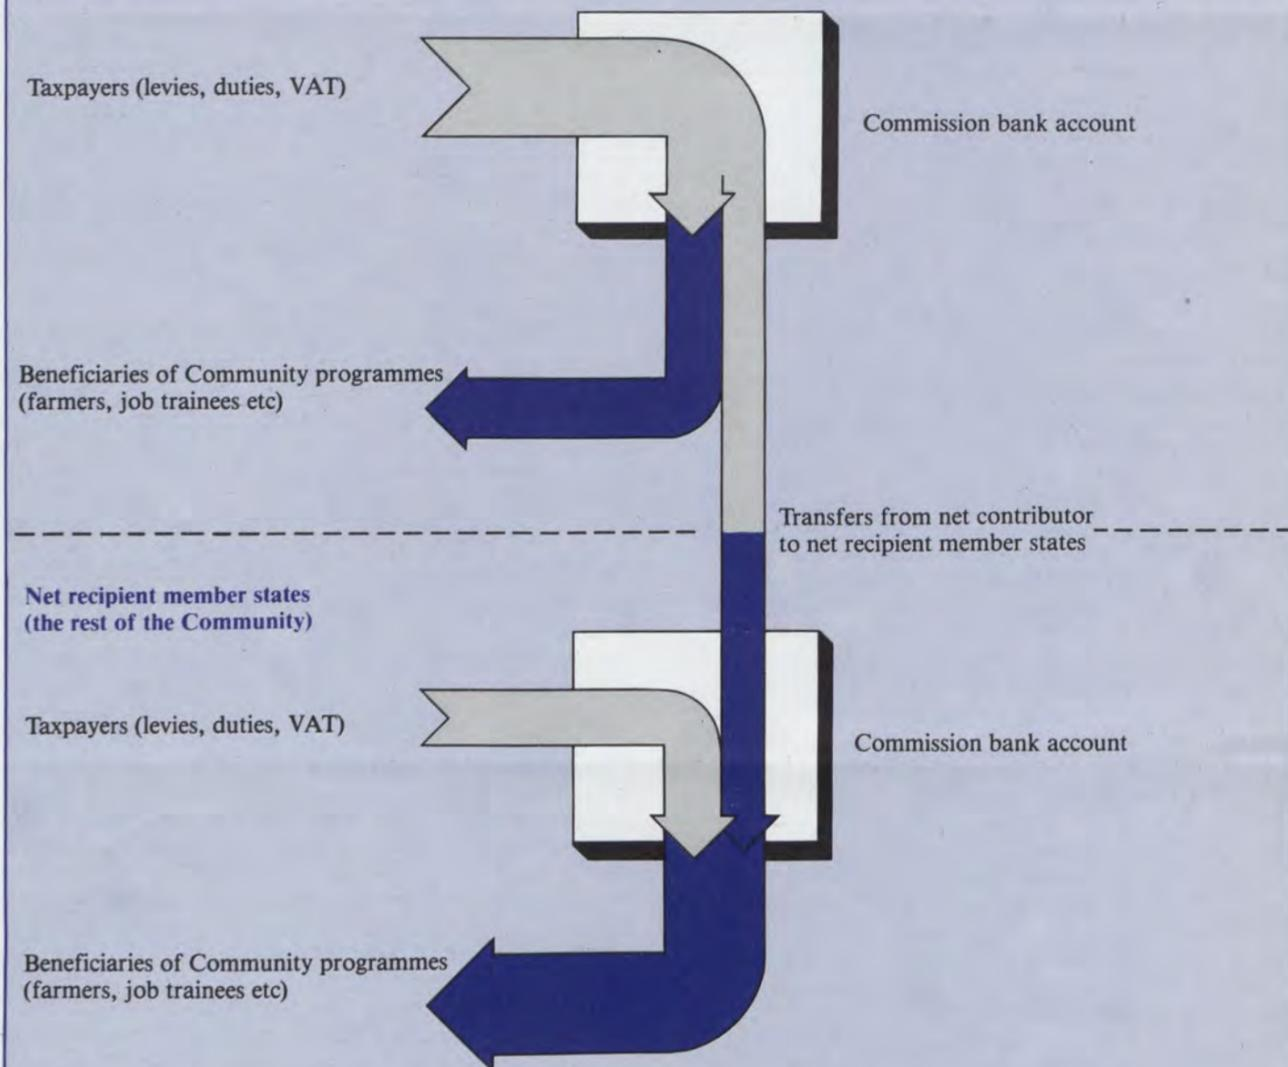 Taxpayers (levies, duties, VAT)
Commission bank account
Beneficiaries of Community programmes
(farmers, job trainees etc)
Transfers from net contributor
to net recipient member states
Net recipient member states
(the rest of the Community)
Taxpayers (levies, duties, VAT)
Commission bank account
Beneficiaries of Community programmes
(farmers, job trainees etc)